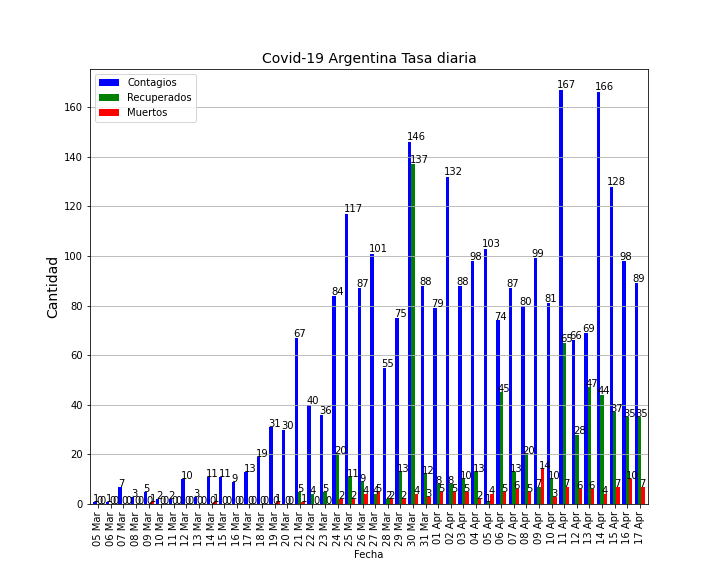 Covid-19 Argentina Tasa diaria
Contagios
Recuperados
Muertos
Cantidad
160
140
120
100
80
60
40
20
0
167
166
146
137
132
128
117
101
103
99
98
98
84
87
88
88
87
89
79
81
80
75
74
67
69
66
65
55
40
36
31
30
19
13
11
11
10
9
7
5
3
45
47
44
37
35
35
28
20
20
14
05 Mar
06 Mar
07 Mar
08 Mar
09 Mar
10 Mar
11 Mar
12 Mar
13 Mar
14 Mar
15 Mar
16 Mar
17 Mar
18 Mar
19 Mar
20 Mar
21 Mar
22 Mar
23 Mar
24 Mar
25 Mar
26 Mar
27 Mar
28 Mar
29 Mar
30 Mar
31 Mar
01 Apr
02 Apr
03 Apr
04 Apr
05 Apr
06 Apr
07 Apr
08 Apr
09 Apr
10 Apr
11 Apr
12 Apr
13 Apr
14 Apr
15 Apr
16 Apr
17 Apr
Fecha